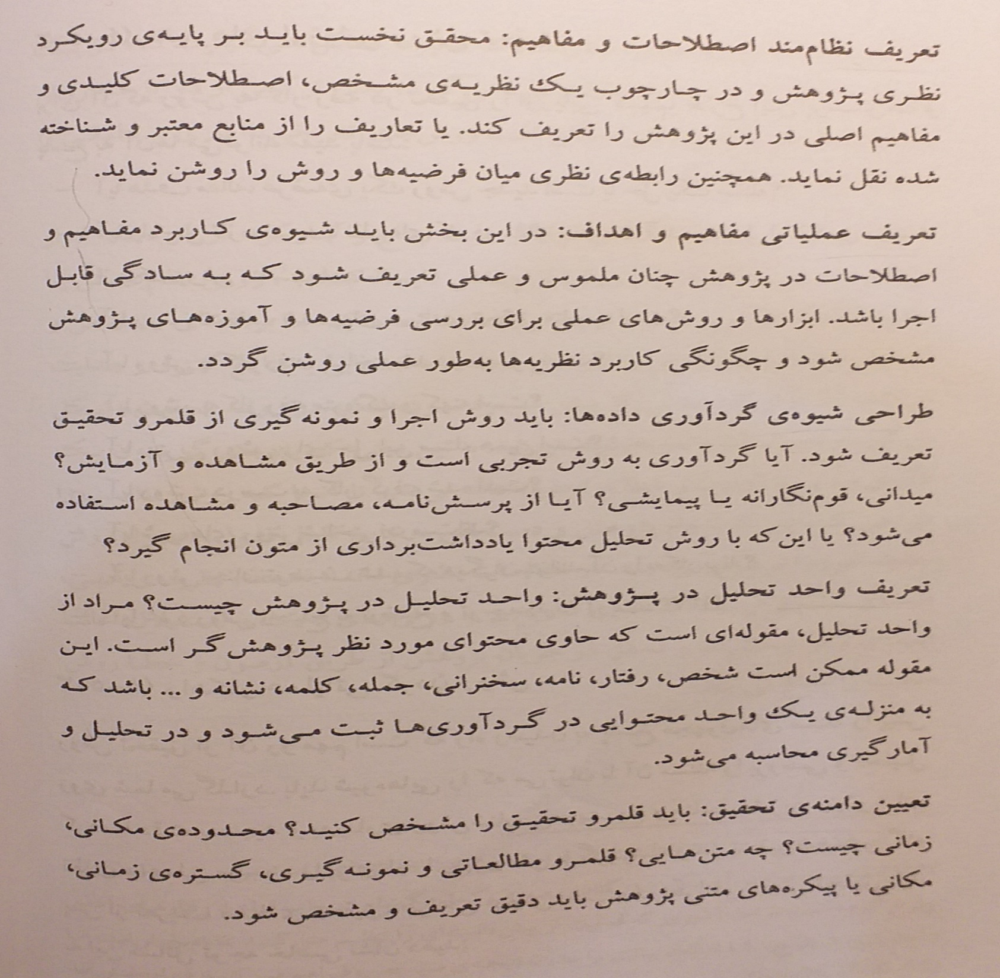 تعریف نظام‌مند اصطلاحات و مفاهیم: محقق نخست باید بر پایه‌ی رویکرد
نظری پژوهش و در چارچوب یک نظریه‌ی مشخص، اصطلاحات کلیدی و
مفاهیم اصلی در این پژوهش را تعریف کند. یا تعاریف را از منابع معتبر و شناخته
شده نقل نماید. همچنین رابطه‌ی نظری میان فرضیه‌ها و روش را روشن نماید.
تعریف عملیاتی مفاهیم و اهداف: در این بخش باید شیوه‌ی کاربرد مفاهیم و
اصطلاحات در پژوهش چنان ملموس و عملی تعریف شود که به سادگی قابل
اجرا باشد. ابزارها و روش‌های عملی برای بررسی فرضیه‌ها و آموزه‌های پژوهش
مشخص شود و چگونگی کاربرد نظریه‌ها به‌طور عملی روشن گردد.
طراحی شیوه‌ی گردآوری داده‌ها: باید روش اجرا و نمونه‌گیری از قلمرو تحقیق
تعریف شود. آیا گردآوری به روش تجربی است و از طریق مشاهده و آزمایش؟
میدانی، قوم‌نگارانه یا پیمایشی؟ آیا از پرسش‌نامه، مصاحبه و مشاهده استفاده
می‌شود؟ یا این‌که با روش تحلیل محتوا یادداشت‌برداری از متون انجام گیرد؟
تعریف واحد تحلیل در پژوهش: واحد تحلیل در پژوهش چیست؟ مراد از
واحد تحلیل، مقوله‌ای است که حاوی محتوای مورد نظر پژوهش‌گر است. این
مقوله ممکن است شخص، رفتار، نامه، سخنرانی، جمله، کلمه، نشانه و ... باشد که
به منزله‌ی یک واحد محتوایی در گردآوری‌ها ثبت می‌شود و در تحلیل و
آمارگیری محاسبه می‌شود.
تعیین دامنه‌ی تحقیق: باید قلمرو تحقیق را مشخص کنید؟ محدوده‌ی مکانی،
زمانی چیست؟ چه متن‌هایی؟ قلمرو مطالعاتی و نمونه‌گیری، گستره‌ی زمانی،
مکانی یا پیکره‌های متنی پژوهش باید دقیق تعریف و مشخص شود.